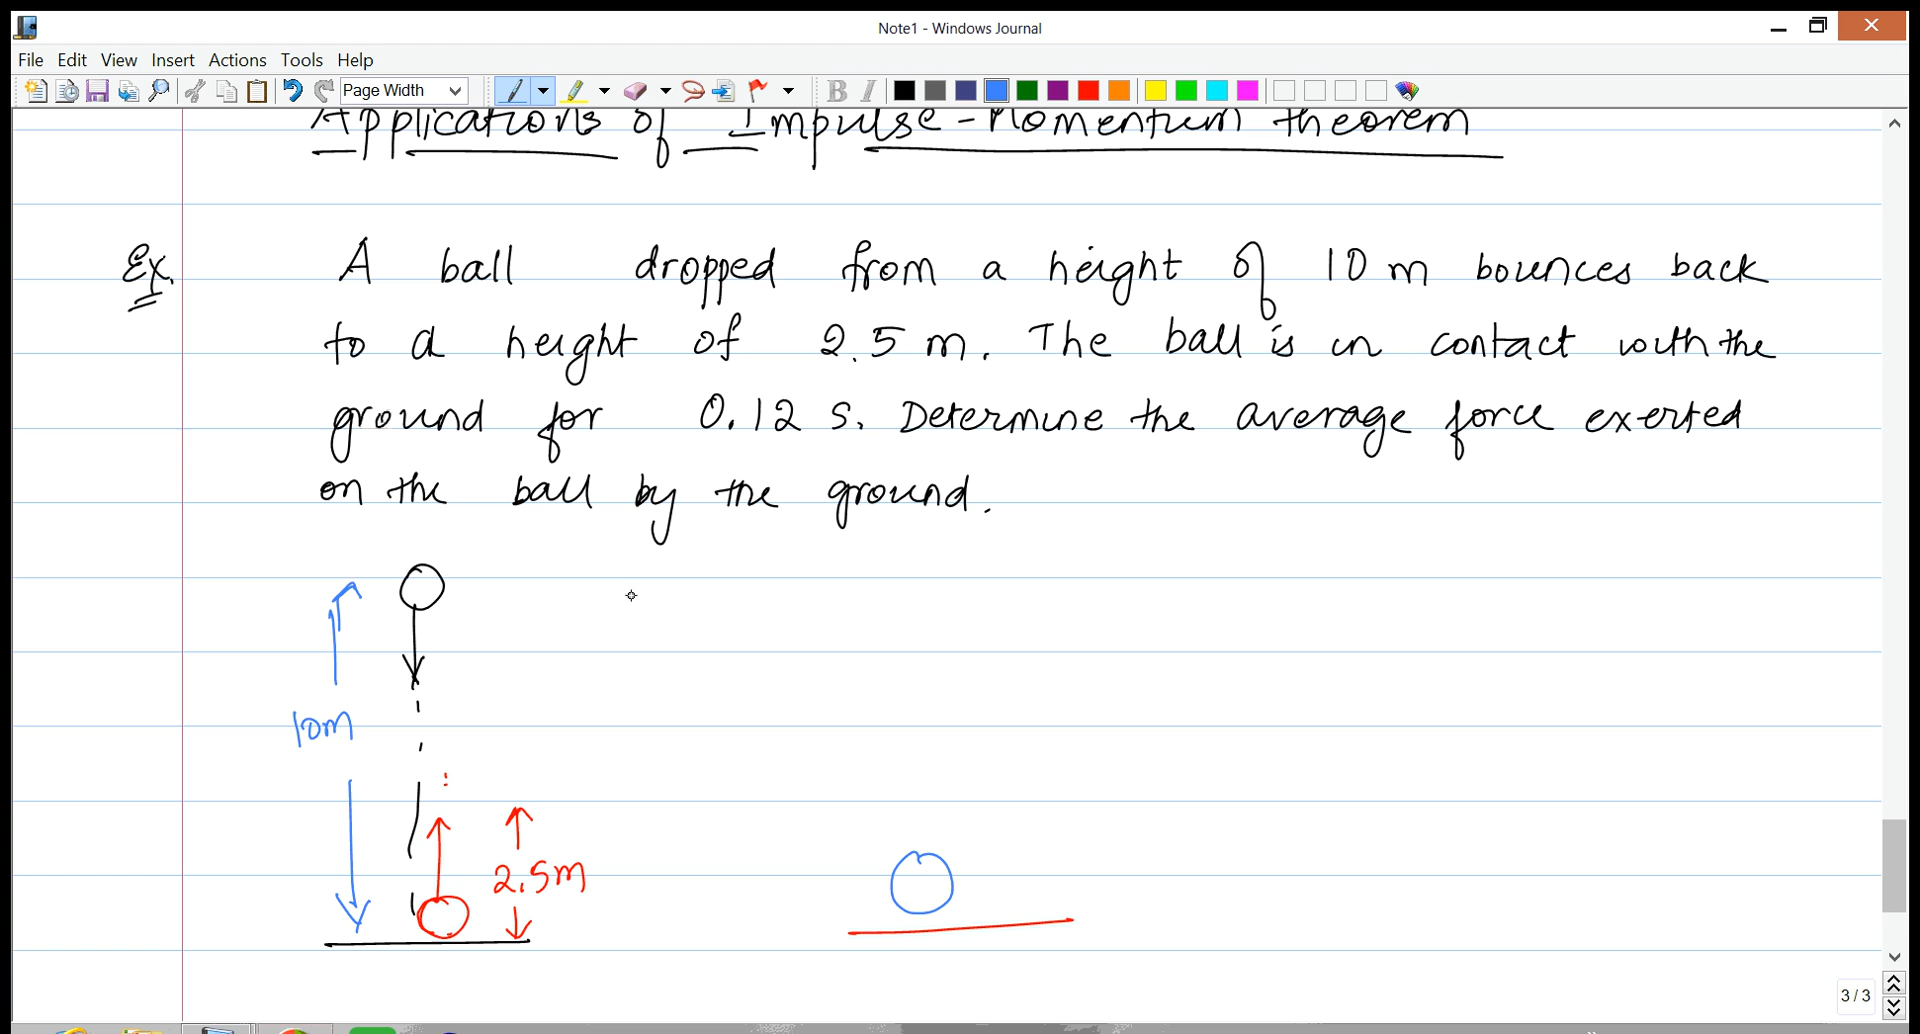 Note1 - Windows Journal
File Edit View Insert Actions Tools Help
Page Width
B I
Applications of Impulse-Momentum theorem
Ex. A ball dropped from a height of 10 m bounces back
to a height of 2.5 m. The ball is in contact with the
ground for 0.12 s. Determine the average force exerted
on the ball by the ground.
10m
2.5m
3 / 3